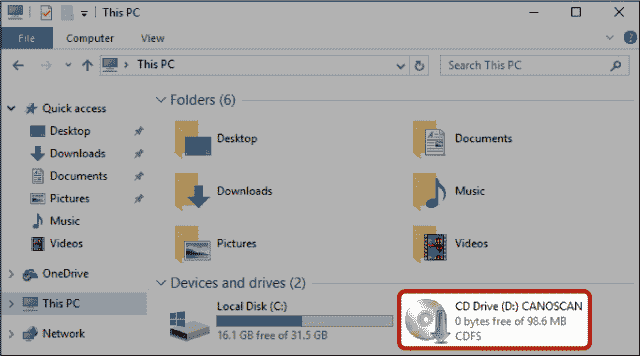 This PC
File Computer View
This PC
Search This PC
Quick access
Desktop
Downloads
Documents
Pictures
Music
Videos
OneDrive
This PC
Network
Folders (6)
Desktop
Documents
Downloads
Music
Pictures
Videos
Devices and drives (2)
Local Disk (C:)
16.1 GB free of 31.5 GB
CD Drive (D:) CANOSCAN
0 bytes free of 98.6 MB
CDFS